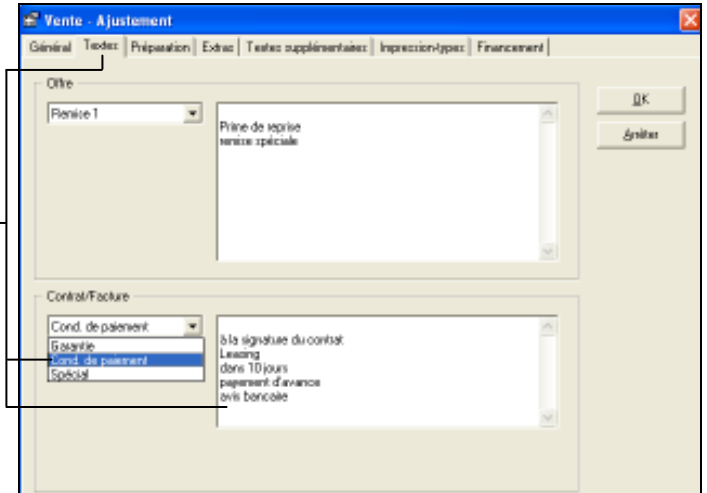 Vente - Ajustement
Général Textes Préparation Extras Textes supplémentaires Impression-types Financement
Offre
Remise 1
Prime de reprise
remise spéciale
OK
Arrêter
Contrat/Facture
Cond. de paiement
Garantie
Cond. de paiement
Spécial
à la signature du contrat
Leasing
dans 10 jours
payement d'avance
avis bancaire